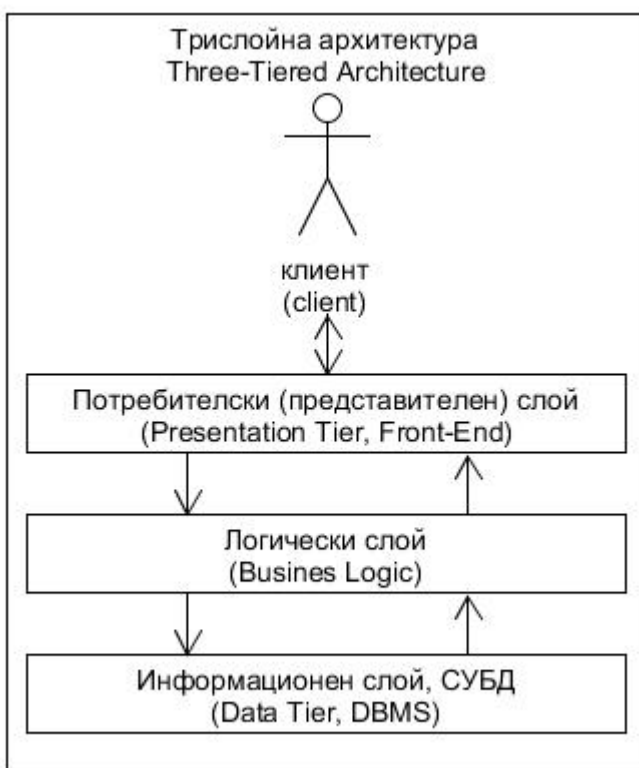 Трислойна архитектура
Three-Tiered Architecture
клиент
(client)
Потребителски (представителен) слой
(Presentation Tier, Front-End)
Логически слой
(Busines Logic)
Информационен слой, СУБД
(Data Tier, DBMS)